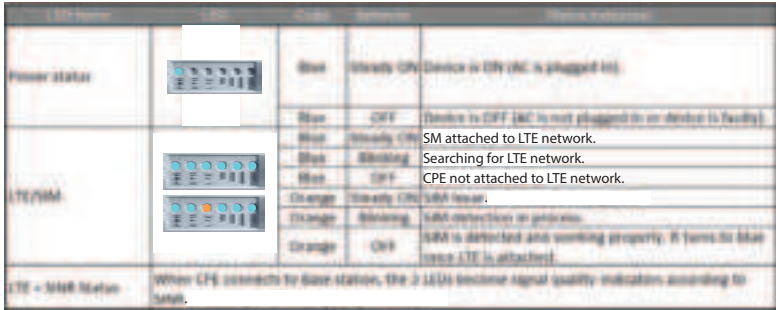 LED Name LED Color Behavior Status Indication
Power status
Blue Steady ON Device is ON (AC is plugged in).
Blue OFF Device is OFF (AC is not plugged in or device is faulty)
LTE/SIM
Blue Steady ON SM attached to LTE network.
Blue Blinking Searching for LTE network.
Blue OFF CPE not attached to LTE network.
Orange Steady ON SIM Issue.
Orange Blinking SIM detection in process.
Orange OFF SIM is detected and working properly. It turns to blue
once LTE is attached
LTE – SINR Status
When CPE connects to Base station, the 3 LEDs become signal quality indicators according to
SINR.